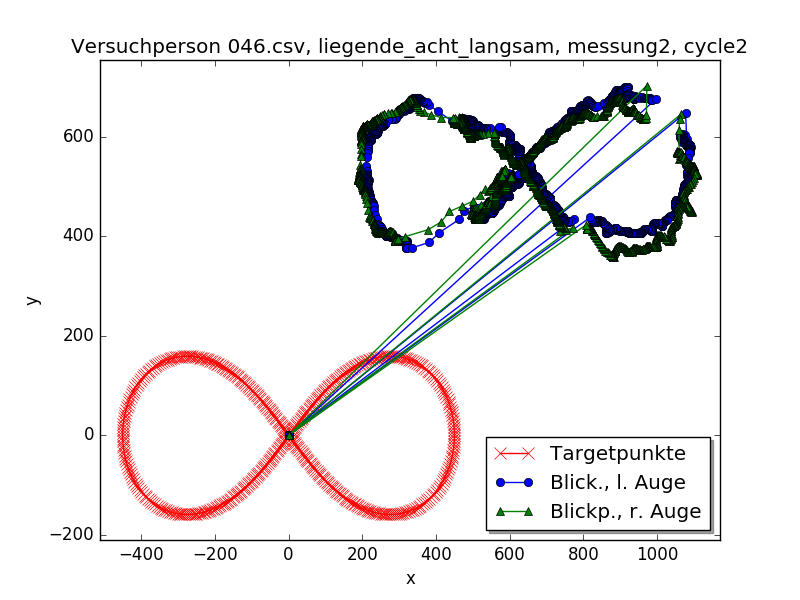 Versuchperson 046.csv, liegende_acht_langsam, messung2, cycle2
600
400
200
0
−200
y
−400 −200 0 200 400 600 800 1000
x
Targetpunkte
Blick., l. Auge
Blickp., r. Auge